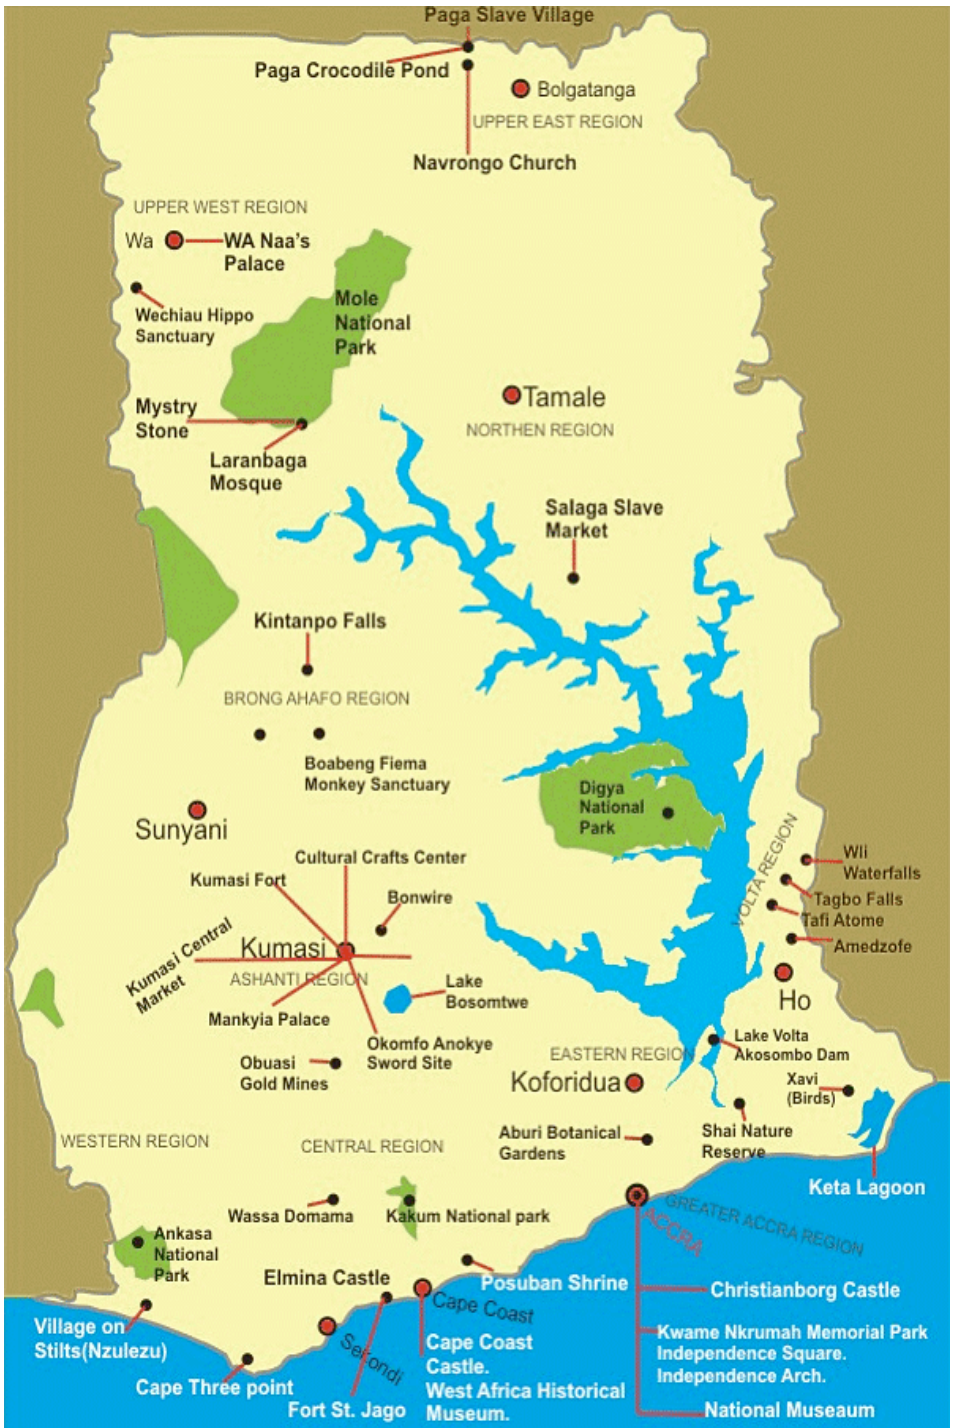 Paga Slave Village
Paga Crocodile Pond
Bolgatanga
UPPER EAST REGION
Navrongo Church
UPPER WEST REGION
Wa
WA Naa's
Palace
Wechiau Hippo
Sanctuary
Mole
National
Park
Mystry
Stone
Tamale
NORTHEN REGION
Laranbaga
Mosque
Salaga Slave
Market
Kintanpo Falls
BRONG AHAFO REGION
Boabeng Fiema
Monkey Sanctuary
Digya
National
Park
Sunyani
VOLTA REGION
Wli
Waterfalls
Tagbo Falls
Tafi Atome
Amedzofe
Cultural Crafts Center
Kumasi Fort
Bonwire
Kumasi Central
Market
Kumasi
ASHANTI REGION
Lake
Bosomtwe
Mankyia Palace
Okomfo Anokye
Sword Site
Obuasi
Gold Mines
Ho
Lake Volta
Akosombo Dam
EASTERN REGION
Koforidua
Xavi
(Birds)
Aburi Botanical
Gardens
Shai Nature
Reserve
Keta Lagoon
WESTERN REGION
CENTRAL REGION
Wassa Domama
Kakum National park
GREATER ACCRA REGION
ACCRA
Ankasa
National
Park
Elmina Castle
Posuban Shrine
Christianborg Castle
Cape Coast
Village on
Stilts(Nzulezu)
Sekondi
Cape Coast
Castle.
West Africa Historical
Museum.
Kwame Nkrumah Memorial Park
Independence Square.
Independence Arch.
Cape Three point
Fort St. Jago
National Museaum